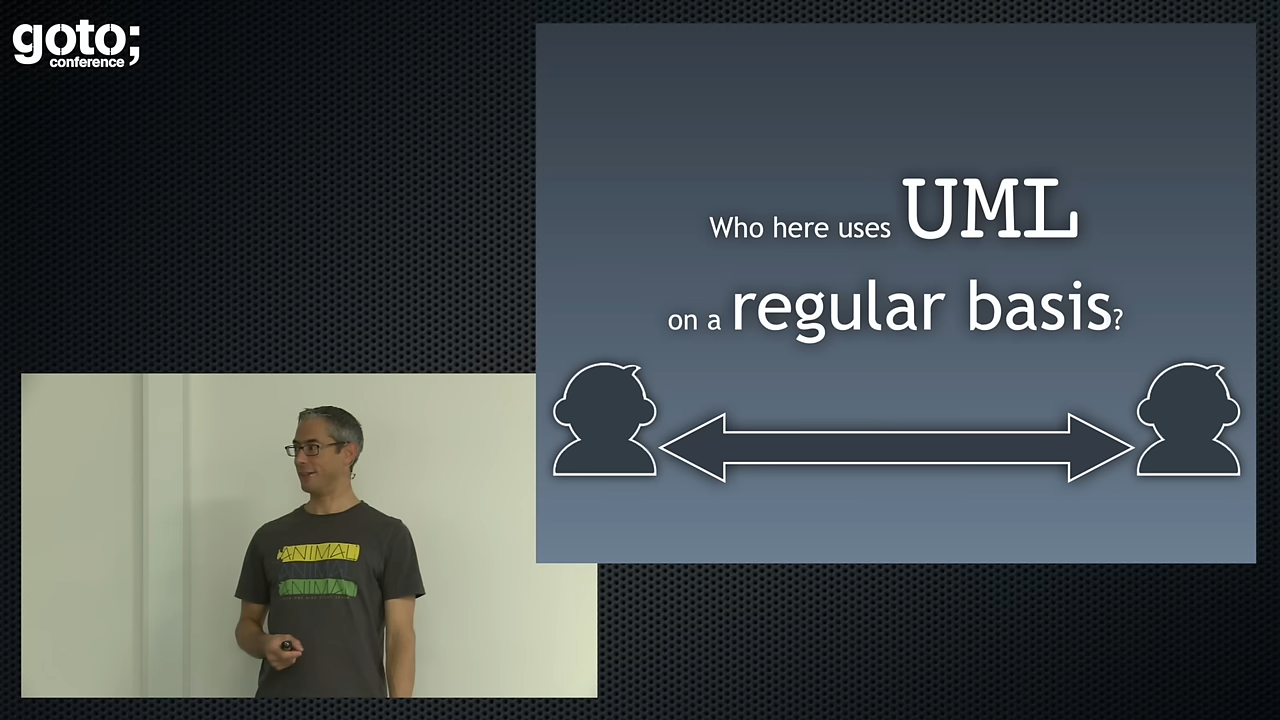 goto;
conference
Who here uses UML
on a regular basis?
ANIMAL
ANIMAL